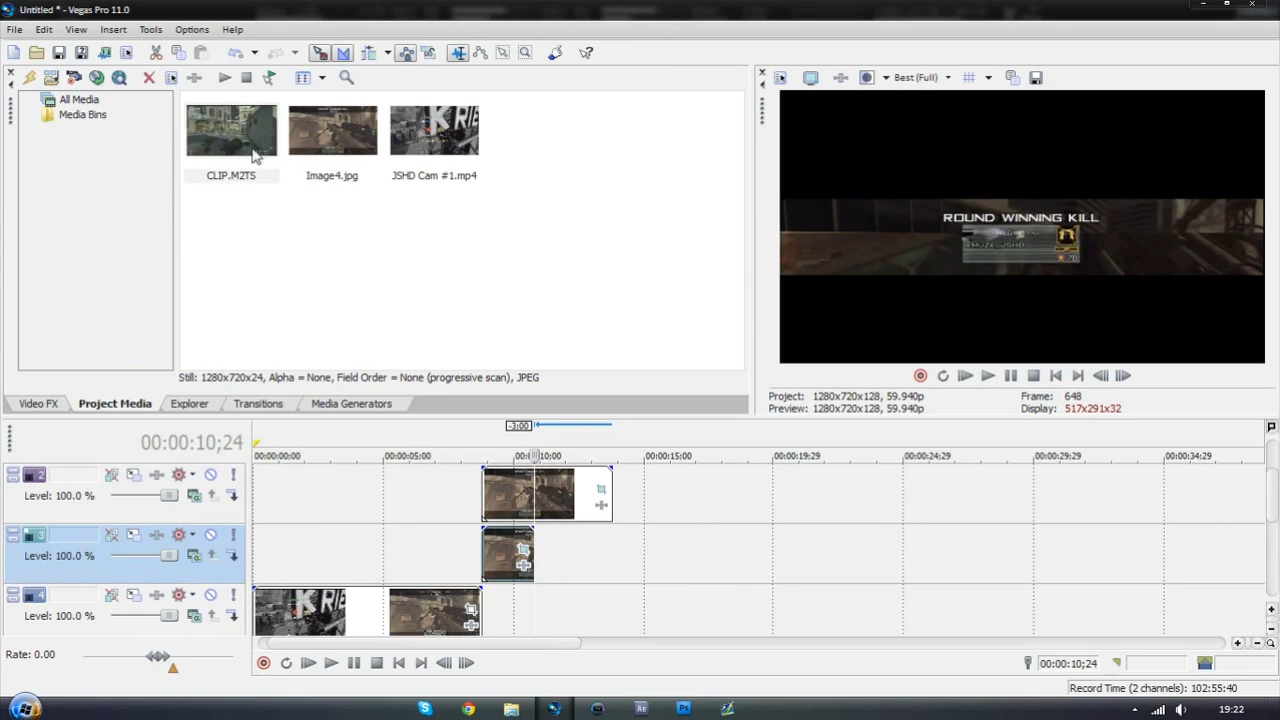 Untitled * - Vegas Pro 11.0
File Edit View Insert Tools Options Help
All Media
Media Bins
CLIP.M2TS
Image4.jpg
JSHD Cam #1.mp4
Still: 1280x720x24, Alpha = None, Field Order = None (progressive scan), JPEG
Video FX Project Media Explorer Transitions Media Generators
Best (Full)
ROUND WINNING KILL
KRIE
Project: 1280x720x128, 59.940p
Preview: 1280x720x128, 59.940p
Frame: 648
Display: 517x291x32
00:00:10;24
-3:00
00:00:00;00 00:00:05;00 00:00:10;00 00:00:15;00 00:00:19;29 00:00:24;29 00:00:29;29 00:00:34;29
2
Level: 100.0 %
3
Level: 100.0 %
4
Level: 100.0 %
Rate: 0.00
00:00:10;24
Record Time (2 channels): 102:55:40
Ae
Ps
19:22